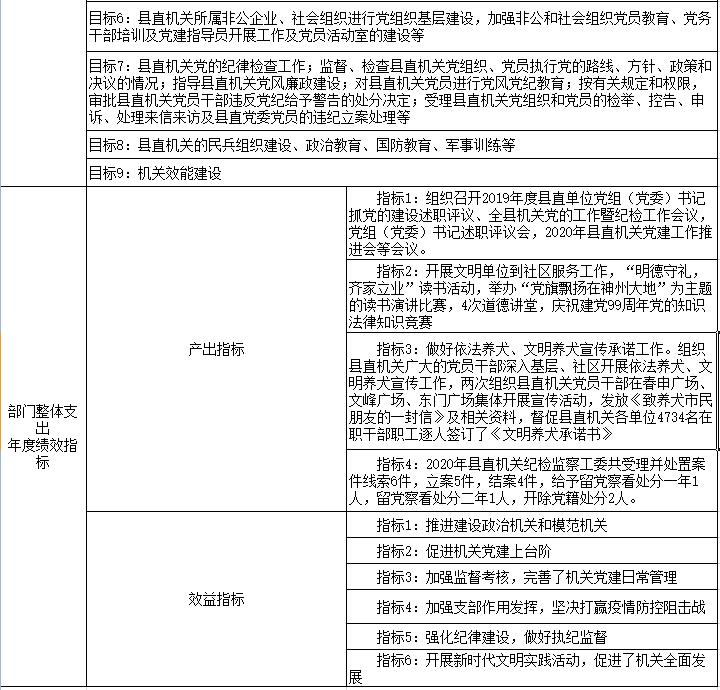 目标6：县直机关所属非公企业、社会组织进行党组织基层建设，加强非公和社会组织党员教育、党务
干部培训及党建指导员开展工作及党员活动室的建设等
目标7：县直机关党的纪律检查工作；监督、检查县直机关党组织、党员执行党的路线、方针、政策和
决议的情况；指导县直机关党风廉政建设；对县直机关党员进行党风党纪教育；按有关规定和权限，
审批县直机关党员干部违反党纪给予警告的处分决定；受理县直机关党组织和党员的检举、控告、申
诉、处理来信来访及县直党委党员的违纪立案处理等
目标8：县直机关的民兵组织建设、政治教育、国防教育、军事训练等
目标9：机关效能建设
部门整体支
出
年度绩效指
标
产出指标
指标1：组织召开2019年度县直单位党组（党委）书记
抓党的建设述职评议、全县机关党的工作暨纪检工作会议，
党组（党委）书记述职评议会，2020年县直机关党建工作推
进会等会议。
指标2：开展文明单位到社区服务工作，“明德守礼，
齐家立业”读书活动，举办“党旗飘扬在神州大地”为主题
的读书演讲比赛，4次道德讲堂，庆祝建党99周年党的知识
法律知识竞赛
指标3：做好依法养犬、文明养犬宣传承诺工作。组织
县直机关广大的党员干部深入基层、社区开展依法养犬、文
明养犬宣传工作，两次组织县直机关党员干部在春申广场、
文峰广场、东门广场集体开展宣传活动，发放《致养犬市民
朋友的一封信》及相关资料，督促县直机关各单位4734名在
职干部职工逐人签订了《文明养犬承诺书》
指标4：2020年县直机关纪检监察工委共受理并处置案
件线索6件，立案5件，结案4件，给予留党察看处分一年1
人，留党察看处分二年1人，开除党籍处分2人。
效益指标
指标1：推进建设政治机关和模范机关
指标2：促进机关党建上台阶
指标3：加强监督考核，完善了机关党建日常管理
指标4：加强支部作用发挥，坚决打赢疫情防控阻击战
指标5：强化纪律建设，做好执纪监督
指标6：开展新时代文明实践活动，促进了机关全面发
展